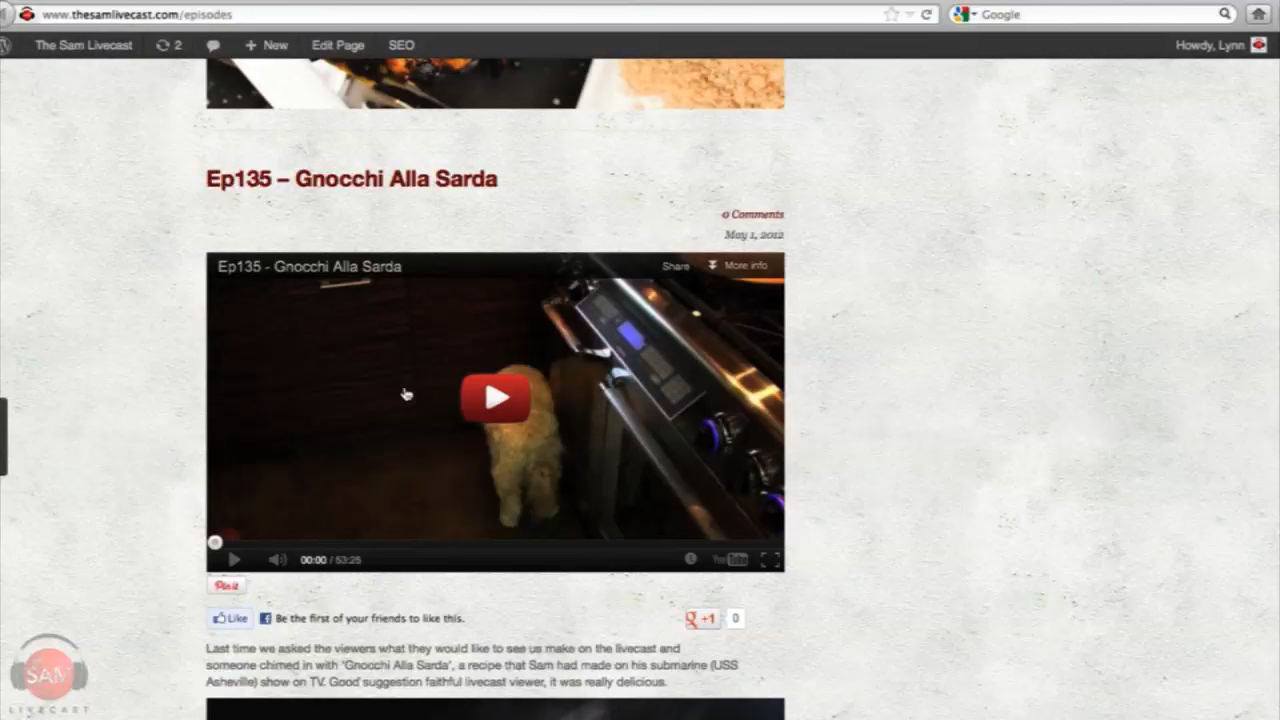 www.thesamlivecast.com/episodes
Google
The Sam Livecast
2
New
Edit Page
SEO
Howdy, Lynn
Ep135 – Gnocchi Alla Sarda
0 Comments
May 1, 2012
Ep135 - Gnocchi Alla Sarda
Share
More info
00:00 / 53:25
YouTube
Pin it
Like
Be the first of your friends to like this.
+1
0
Last time we asked the viewers what they would like to see us make on the livecast and
someone chimed in with 'Gnocchi Alla Sarda', a recipe that Sam had made on his submarine (USS
Asheville) show on TV. Good suggestion faithful livecast viewer, it was really delicious.
SAM
LIVECAST